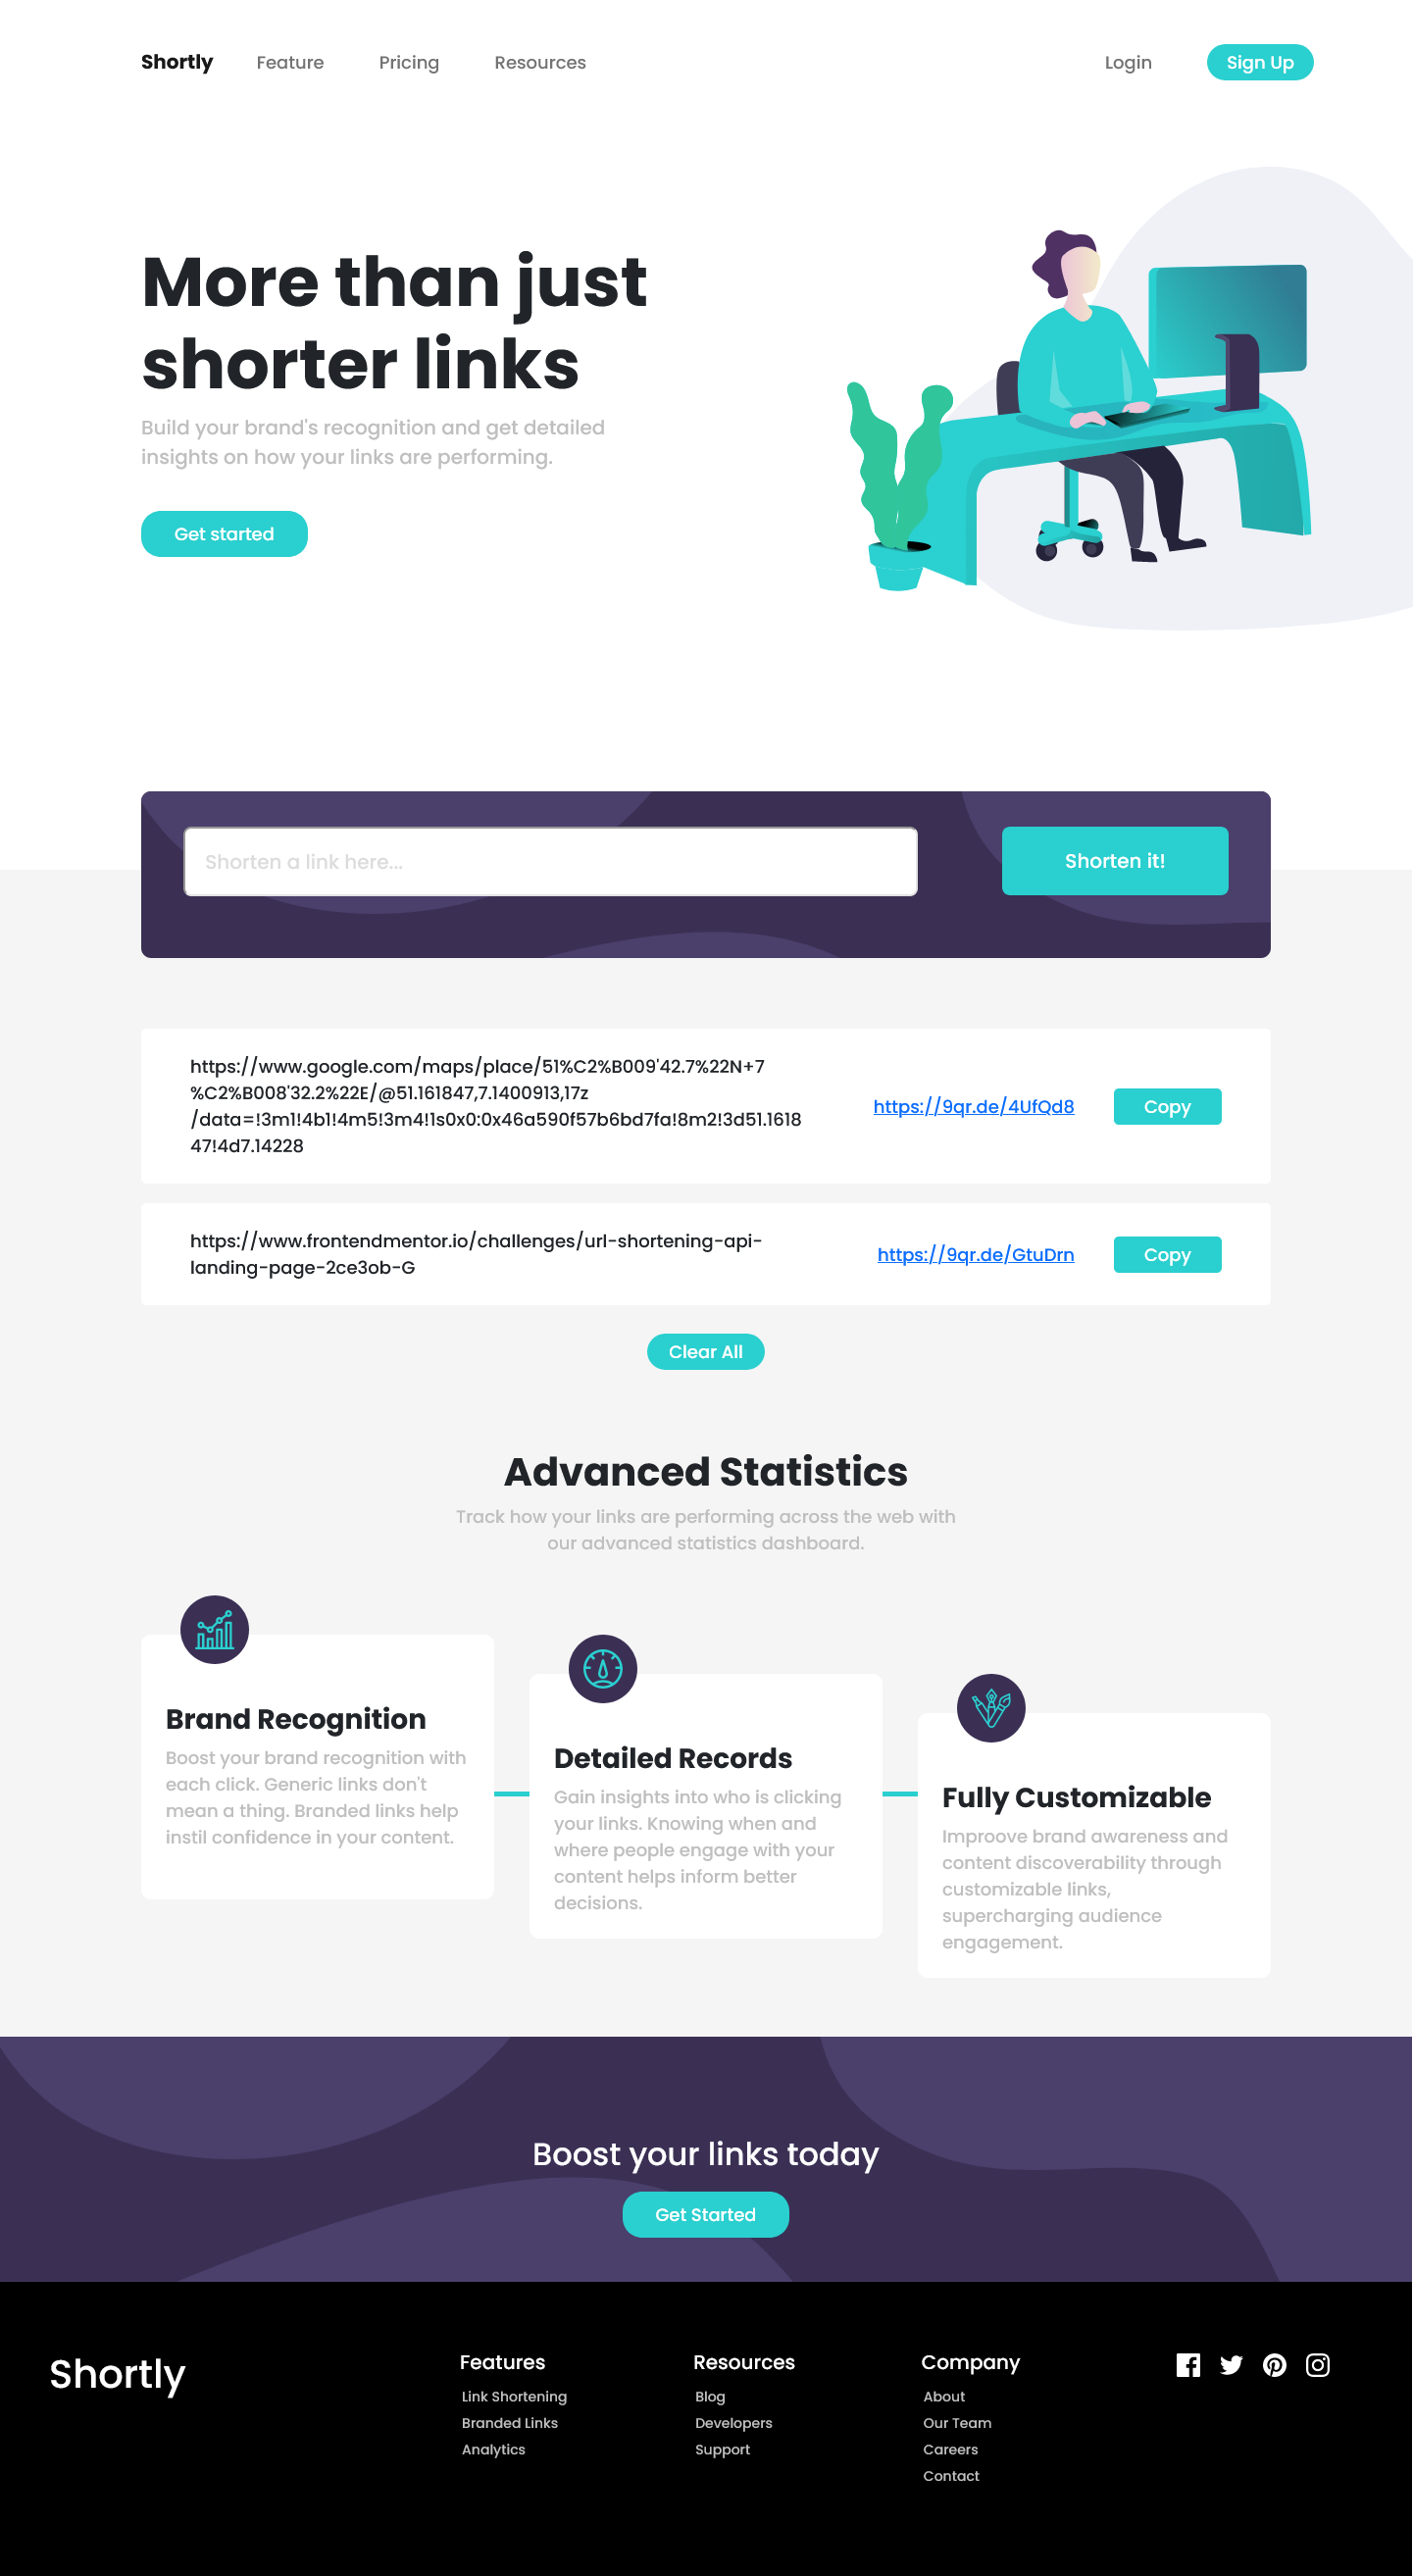 Shortly Feature Pricing Resources Login Sign Up
More than just
shorter links
Build your brand's recognition and get detailed
insights on how your links are performing.
Get started
Shorten a link here...
Shorten it!
https://www.google.com/maps/place/51%C2%B009'42.7%22N+7
%C2%B008'32.2%22E/@51.161847,7.1400913,17z
/data=!3m1!4b1!4m5!3m4!1s0x0:0x46a590f57b6bd7fa!8m2!3d51.1618
47!4d7.14228
https://9qr.de/4UfQd8
Copy
https://www.frontendmentor.io/challenges/url-shortening-api-
landing-page-2ce3ob-G
https://9qr.de/GtuDrn
Copy
Clear All
Advanced Statistics
Track how your links are performing across the web with
our advanced statistics dashboard.
Brand Recognition
Boost your brand recognition with
each click. Generic links don't
mean a thing. Branded links help
instil confidence in your content.
Detailed Records
Gain insights into who is clicking
your links. Knowing when and
where people engage with your
content helps inform better
decisions.
Fully Customizable
Improove brand awareness and
content discoverability through
customizable links,
supercharging audience
engagement.
Boost your links today
Get Started
Shortly
Features
Link Shortening
Branded Links
Analytics
Resources
Blog
Developers
Support
Company
About
Our Team
Careers
Contact